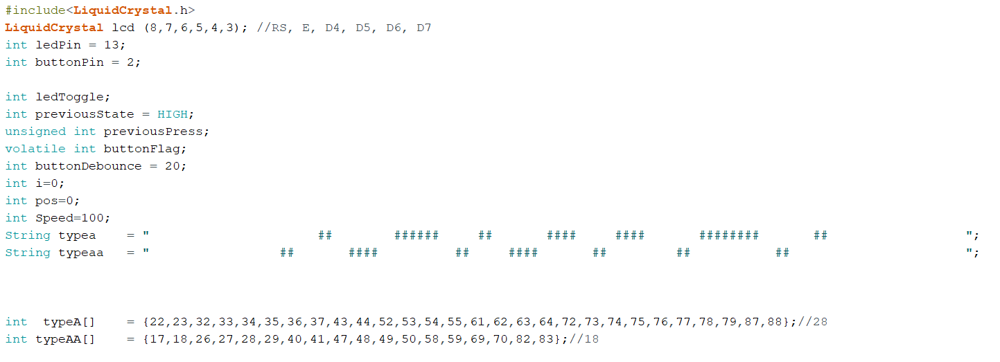 #include<LiquidCrystal.h>
LiquidCrystal lcd (8,7,6,5,4,3); //RS, E, D4, D5, D6, D7
int ledPin = 13;
int buttonPin = 2;

int ledToggle;
int previousState = HIGH;
unsigned int previousPress;
volatile int buttonFlag;
int buttonDebounce = 20;
int i=0;
int pos=0;
int Speed=100;
String typea    = "                      ##        ######     ##       ####     ####       ########       ##                  ";
String typeaa   = "                 ##       ####          ##     ####       ##         ##           ##                       ";

int  typeA[]    = {22,23,32,33,34,35,36,37,43,44,52,53,54,55,61,62,63,64,72,73,74,75,76,77,78,79,87,88};//28
int typeAA[]    = {17,18,26,27,28,29,40,41,47,48,49,50,58,59,69,70,82,83};//18